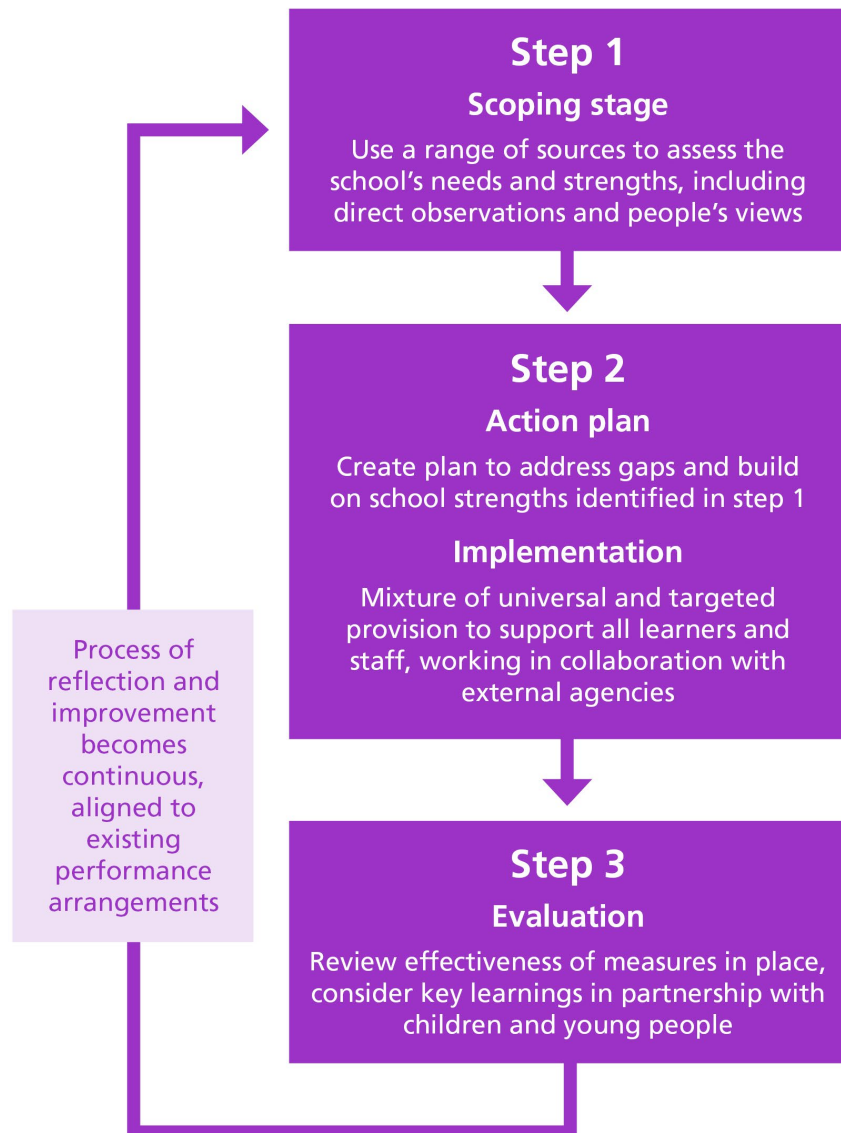 Step 1
Scoping stage
Use a range of sources to assess the
school’s needs and strengths, including
direct observations and people’s views
Step 2
Action plan
Create plan to address gaps and build
on school strengths identified in step 1
Implementation
Mixture of universal and targeted
provision to support all learners and
staff, working in collaboration with
external agencies
Step 3
Evaluation
Review effectiveness of measures in place,
consider key learnings in partnership with
children and young people
Process of
reflection and
improvement
becomes
continuous,
aligned to
existing
performance
arrangements